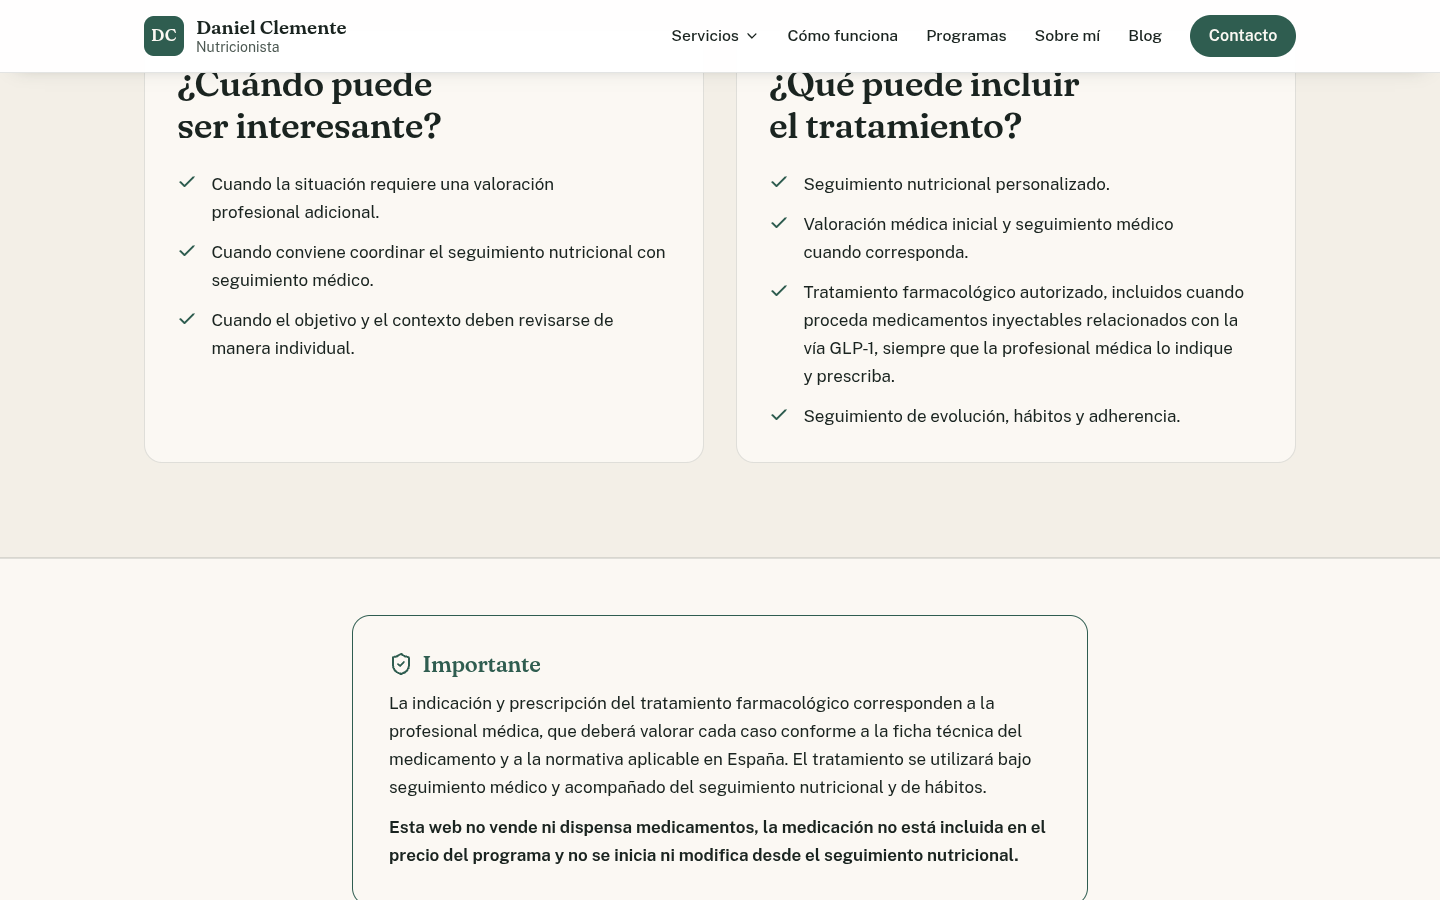 DC
Daniel Clemente
Nutricionista
Servicios
Cómo funciona
Programas
Sobre mí
Blog
Contacto
¿Cuándo puede
ser interesante?
Cuando la situación requiere una valoración
profesional adicional.
Cuando conviene coordinar el seguimiento nutricional con
seguimiento médico.
Cuando el objetivo y el contexto deben revisarse de
manera individual.
¿Qué puede incluir
el tratamiento?
Seguimiento nutricional personalizado.
Valoración médica inicial y seguimiento médico
cuando corresponda.
Tratamiento farmacológico autorizado, incluidos cuando
proceda medicamentos inyectables relacionados con la
vía GLP-1, siempre que la profesional médica lo indique
y prescriba.
Seguimiento de evolución, hábitos y adherencia.
Importante
La indicación y prescripción del tratamiento farmacológico corresponden a la
profesional médica, que deberá valorar cada caso conforme a la ficha técnica del
medicamento y a la normativa aplicable en España. El tratamiento se utilizará bajo
seguimiento médico y acompañado del seguimiento nutricional y de hábitos.
Esta web no vende ni dispensa medicamentos, la medicación no está incluida en el
precio del programa y no se inicia ni modifica desde el seguimiento nutricional.